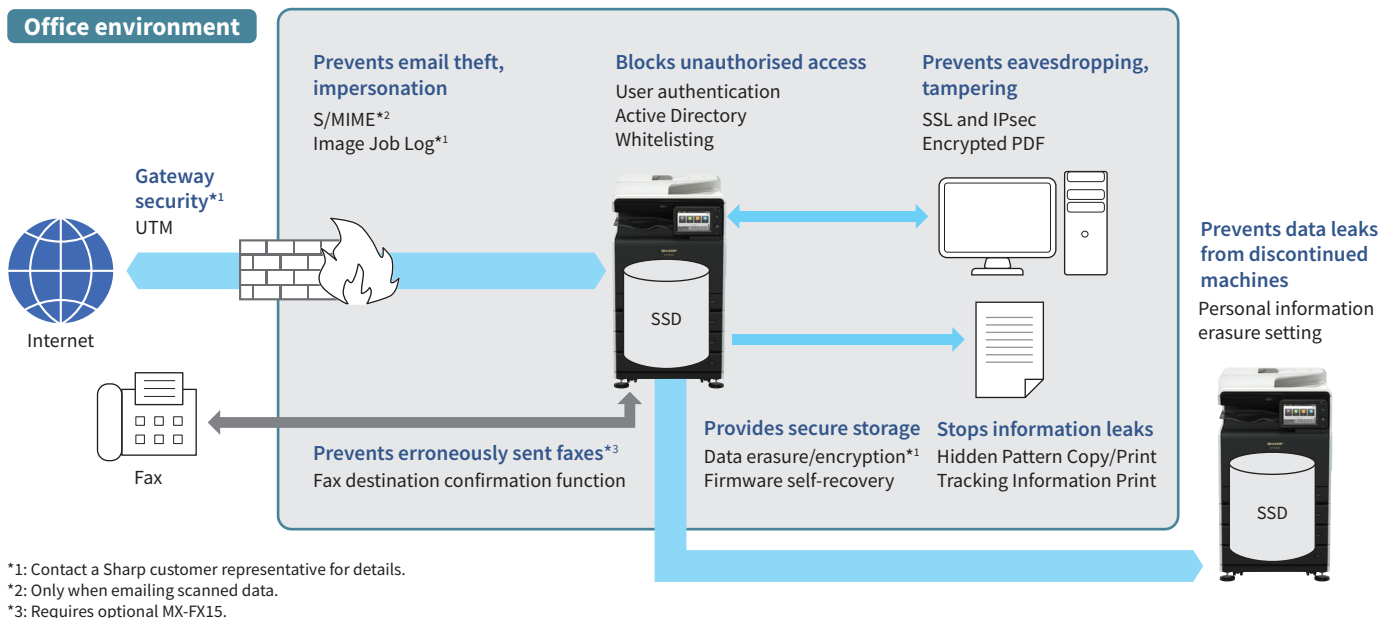 Office environment
Prevents email theft,
impersonation
S/MIME*2
Image Job Log*1
Blocks unauthorised access
User authentication
Active Directory
Whitelisting
Prevents eavesdropping,
tampering
SSL and IPsec
Encrypted PDF
Gateway
security*1
UTM
Internet
SHARP
SSD
Prevents data leaks
from discontinued
machines
Personal information
erasure setting
Fax
Prevents erroneously sent faxes*3
Fax destination confirmation function
Provides secure storage
Data erasure/encryption*1
Firmware self-recovery
Stops information leaks
Hidden Pattern Copy/Print
Tracking Information Print
SHARP
SSD
*1: Contact a Sharp customer representative for details.
*2: Only when emailing scanned data.
*3: Requires optional MX-FX15.